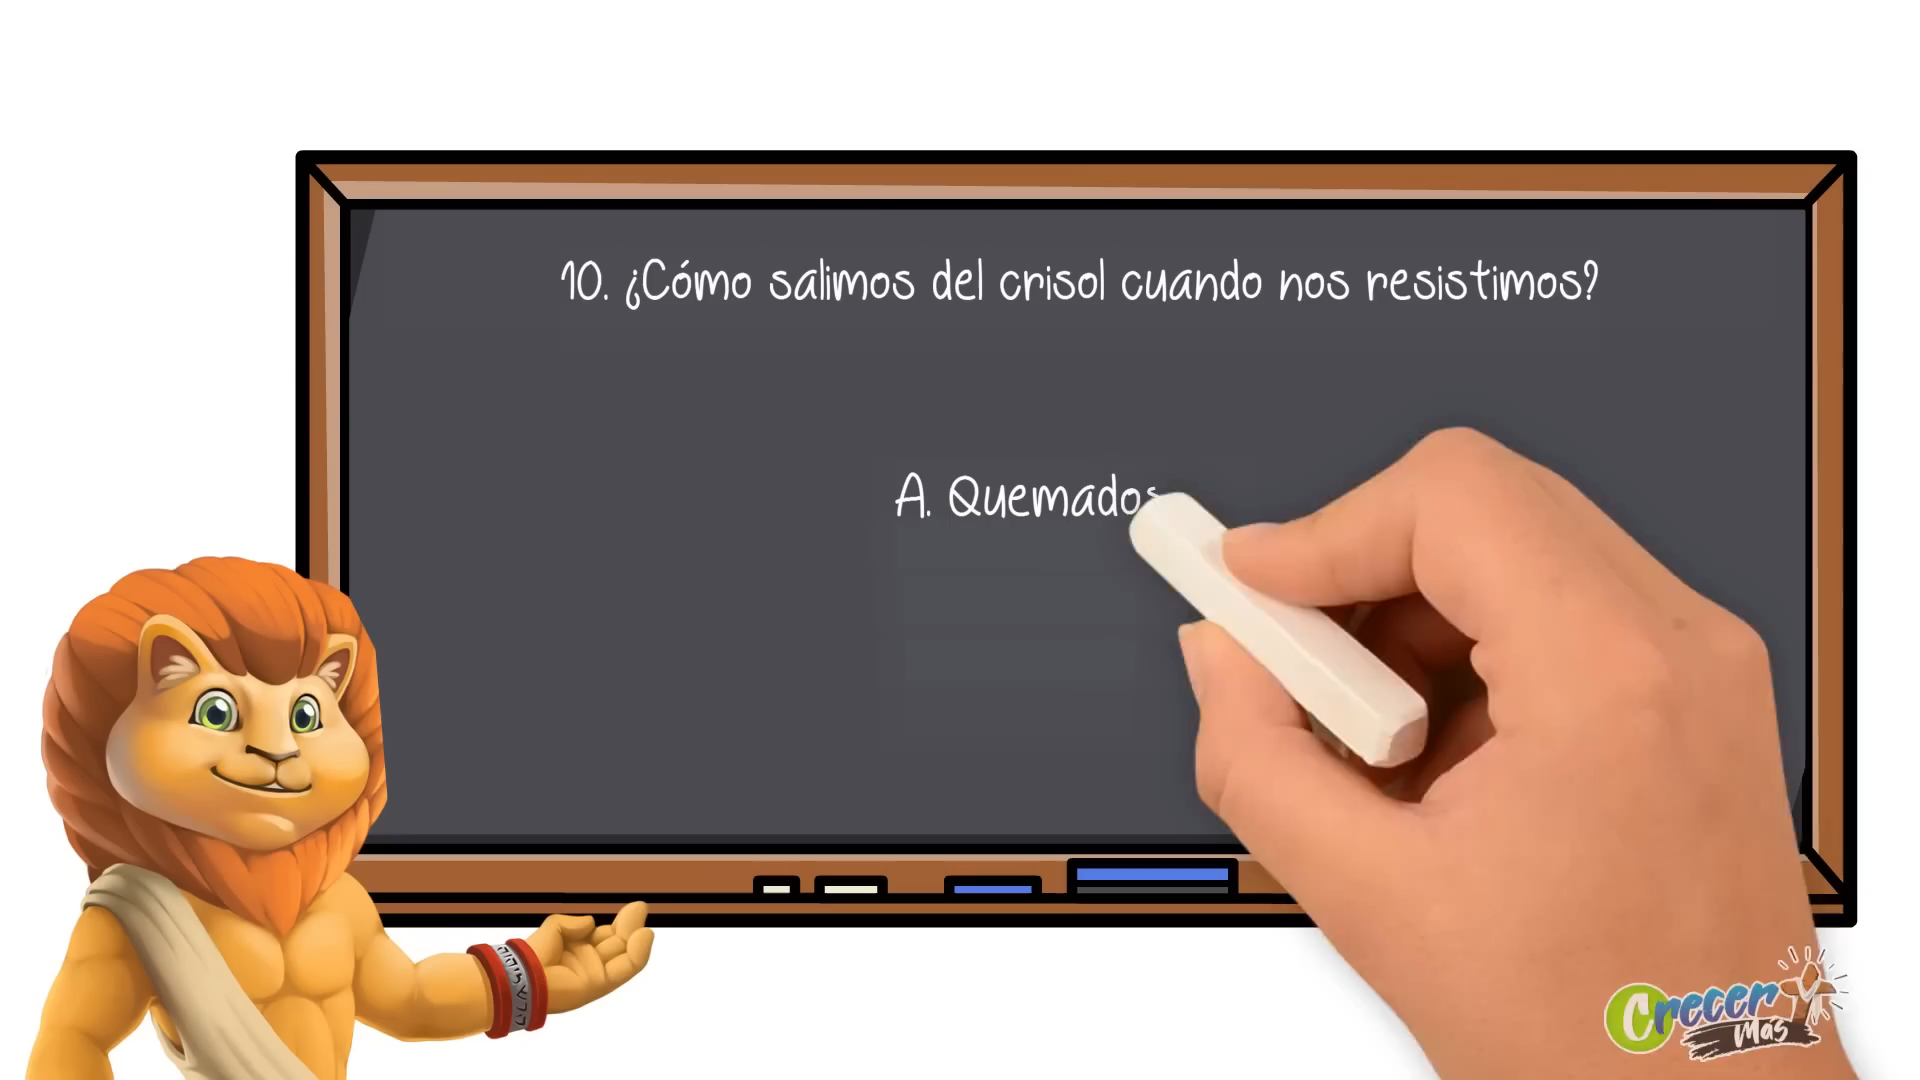 10. ¿Cómo salimos del crisol cuando nos resistimos?
A. Quemados
Crecer
Más